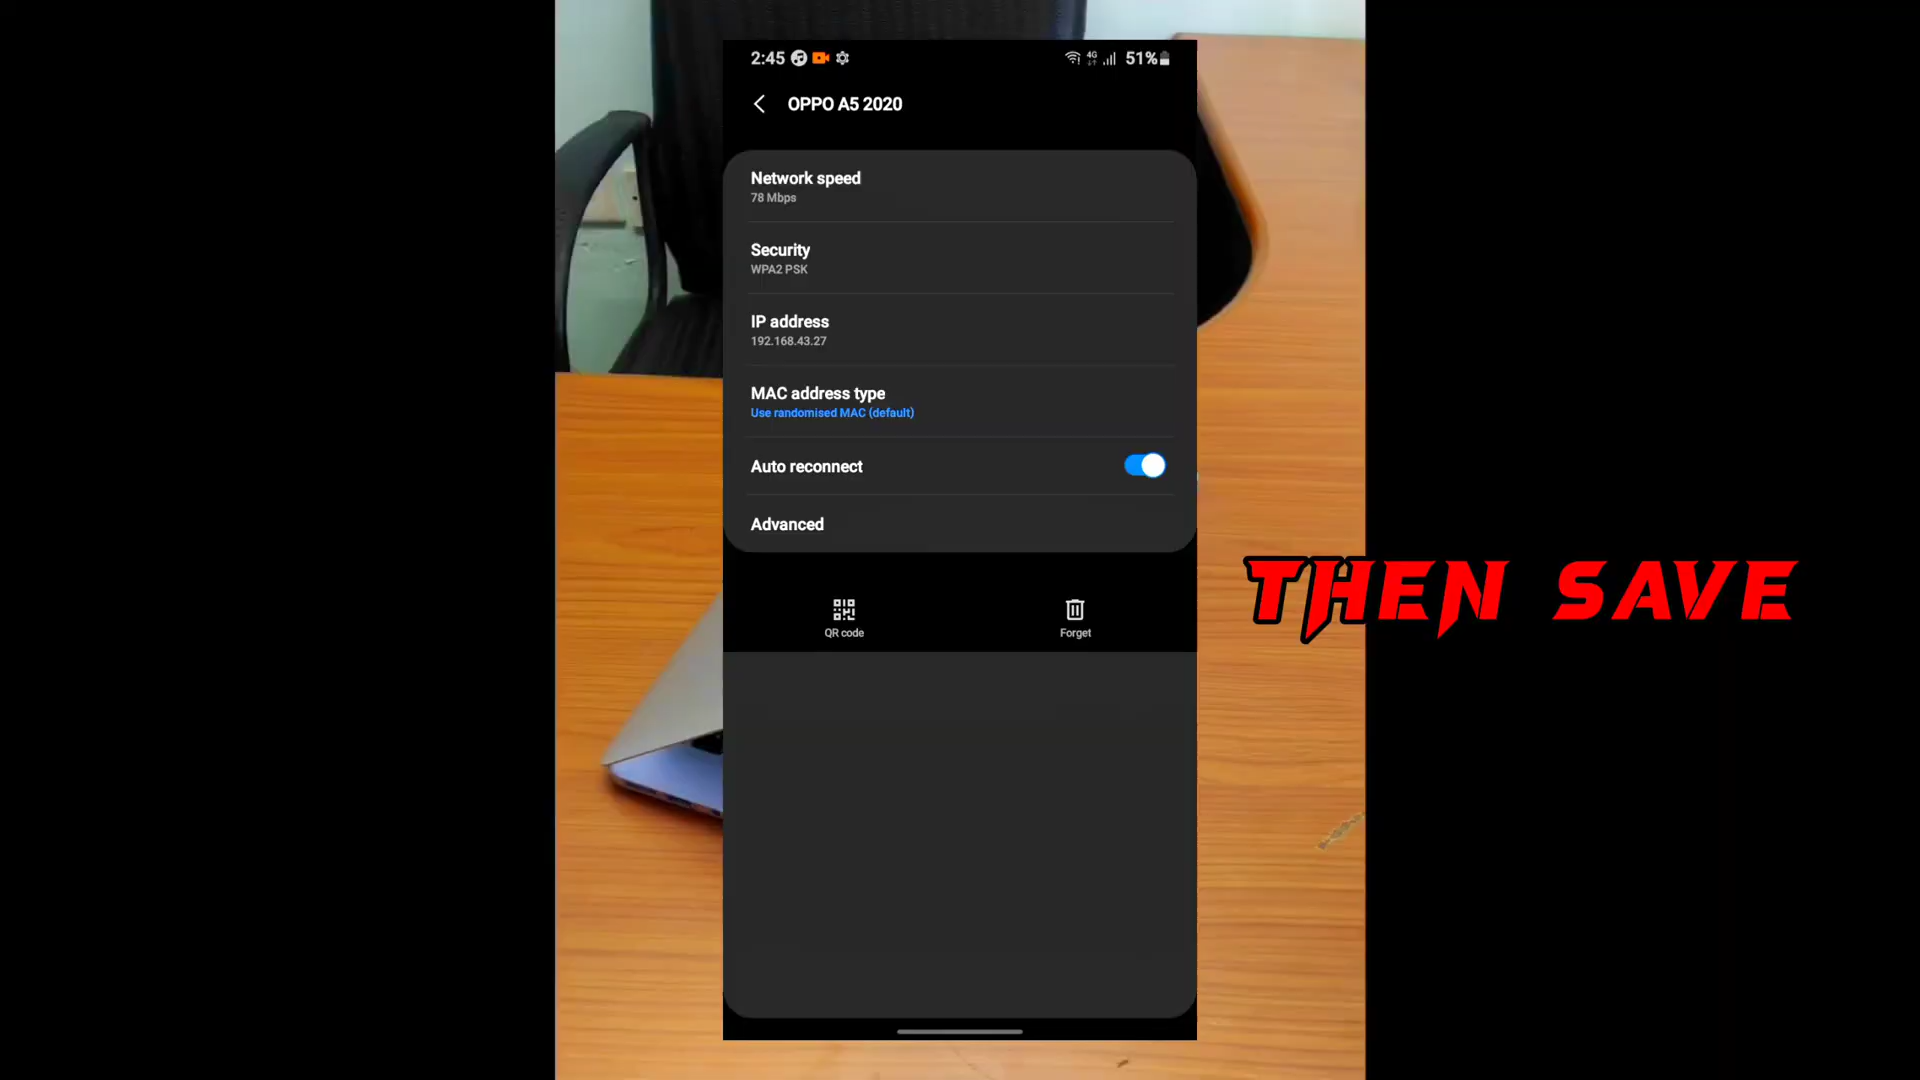 2:45
4G
51%
OPPO A5 2020
Network speed
78 Mbps
Security
WPA2 PSK
IP address
192.168.43.27
MAC address type
Use randomised MAC (default)
Auto reconnect
Advanced
THEN SAVE
QR code
Forget